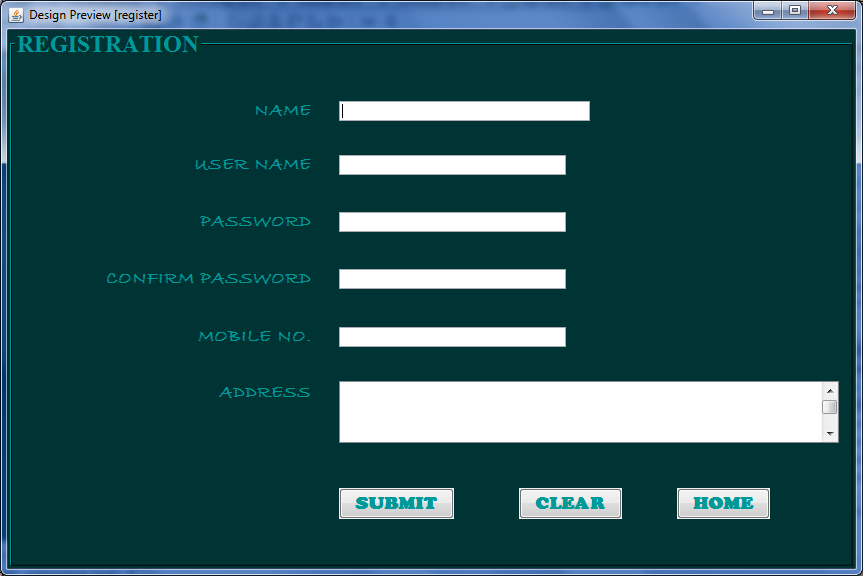 Design Preview [register]
REGISTRATION
NAME
USER NAME
PASSWORD
CONFIRM PASSWORD
MOBILE NO.
ADDRESS
SUBMIT CLEAR HOME